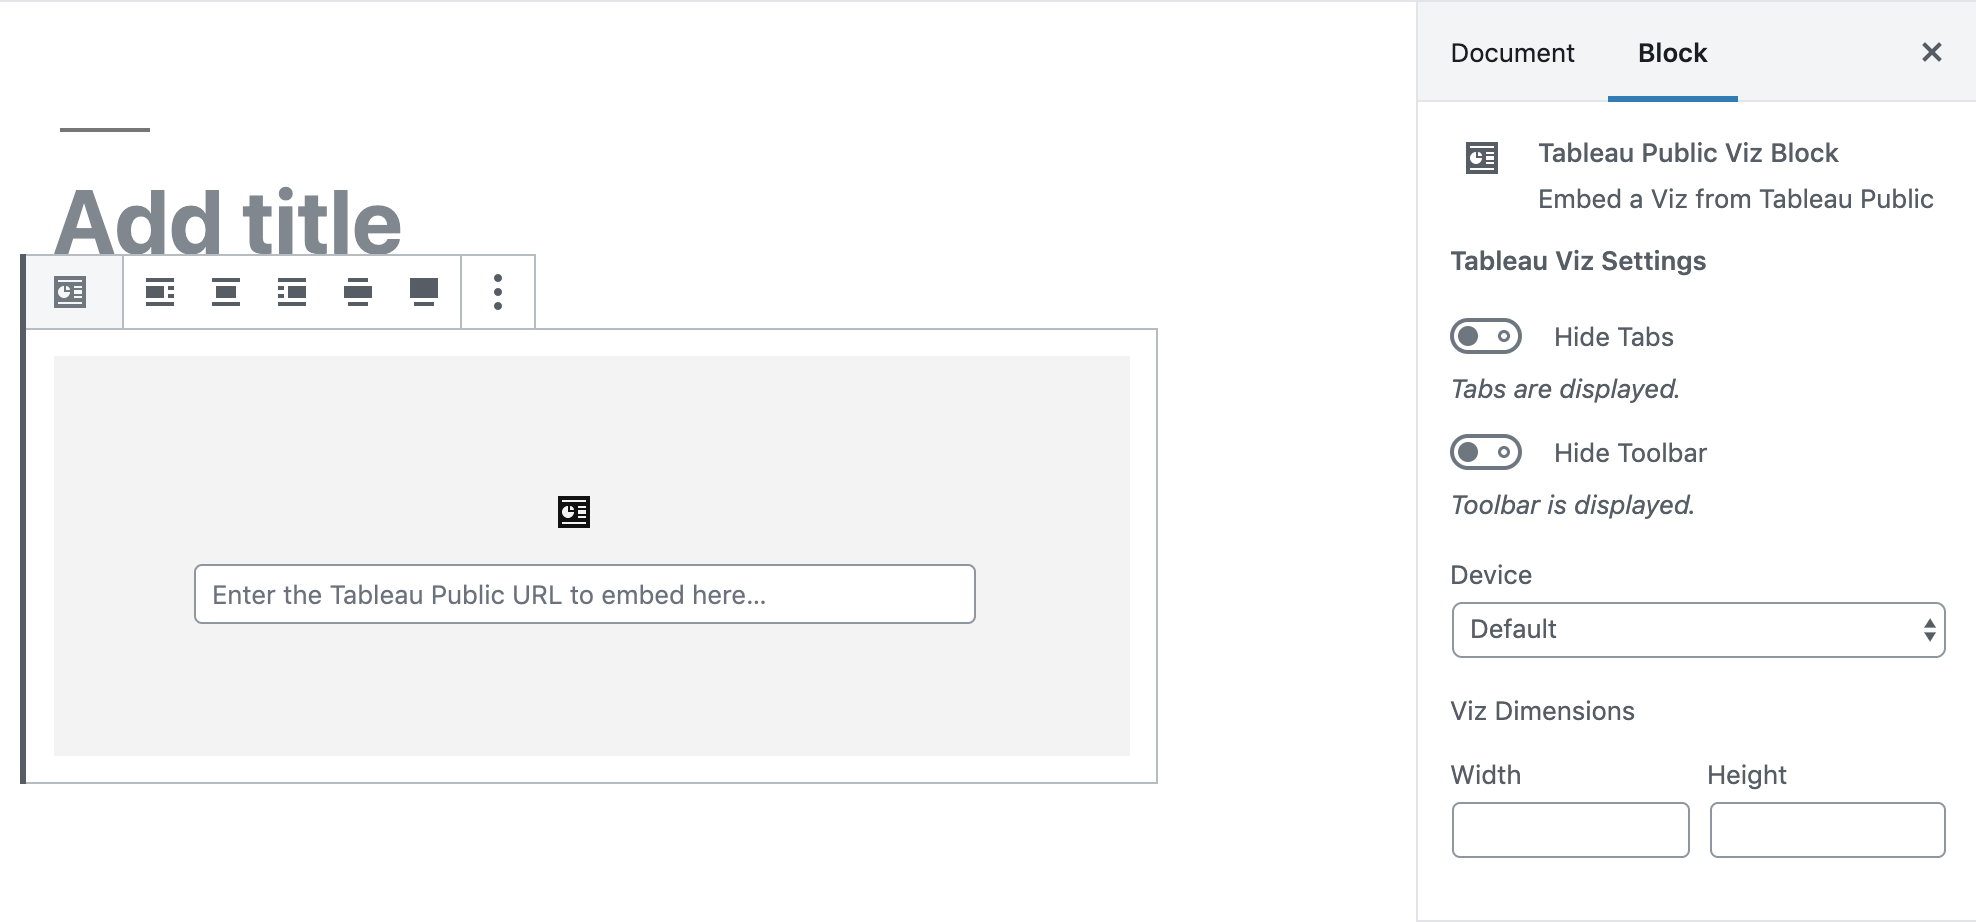 Document
Block
Add title
Tableau Public Viz Block
Embed a Viz from Tableau Public
Tableau Viz Settings
Hide Tabs
Tabs are displayed.
Hide Toolbar
Toolbar is displayed.
Enter the Tableau Public URL to embed here...
Device
Default
Viz Dimensions
Width
Height